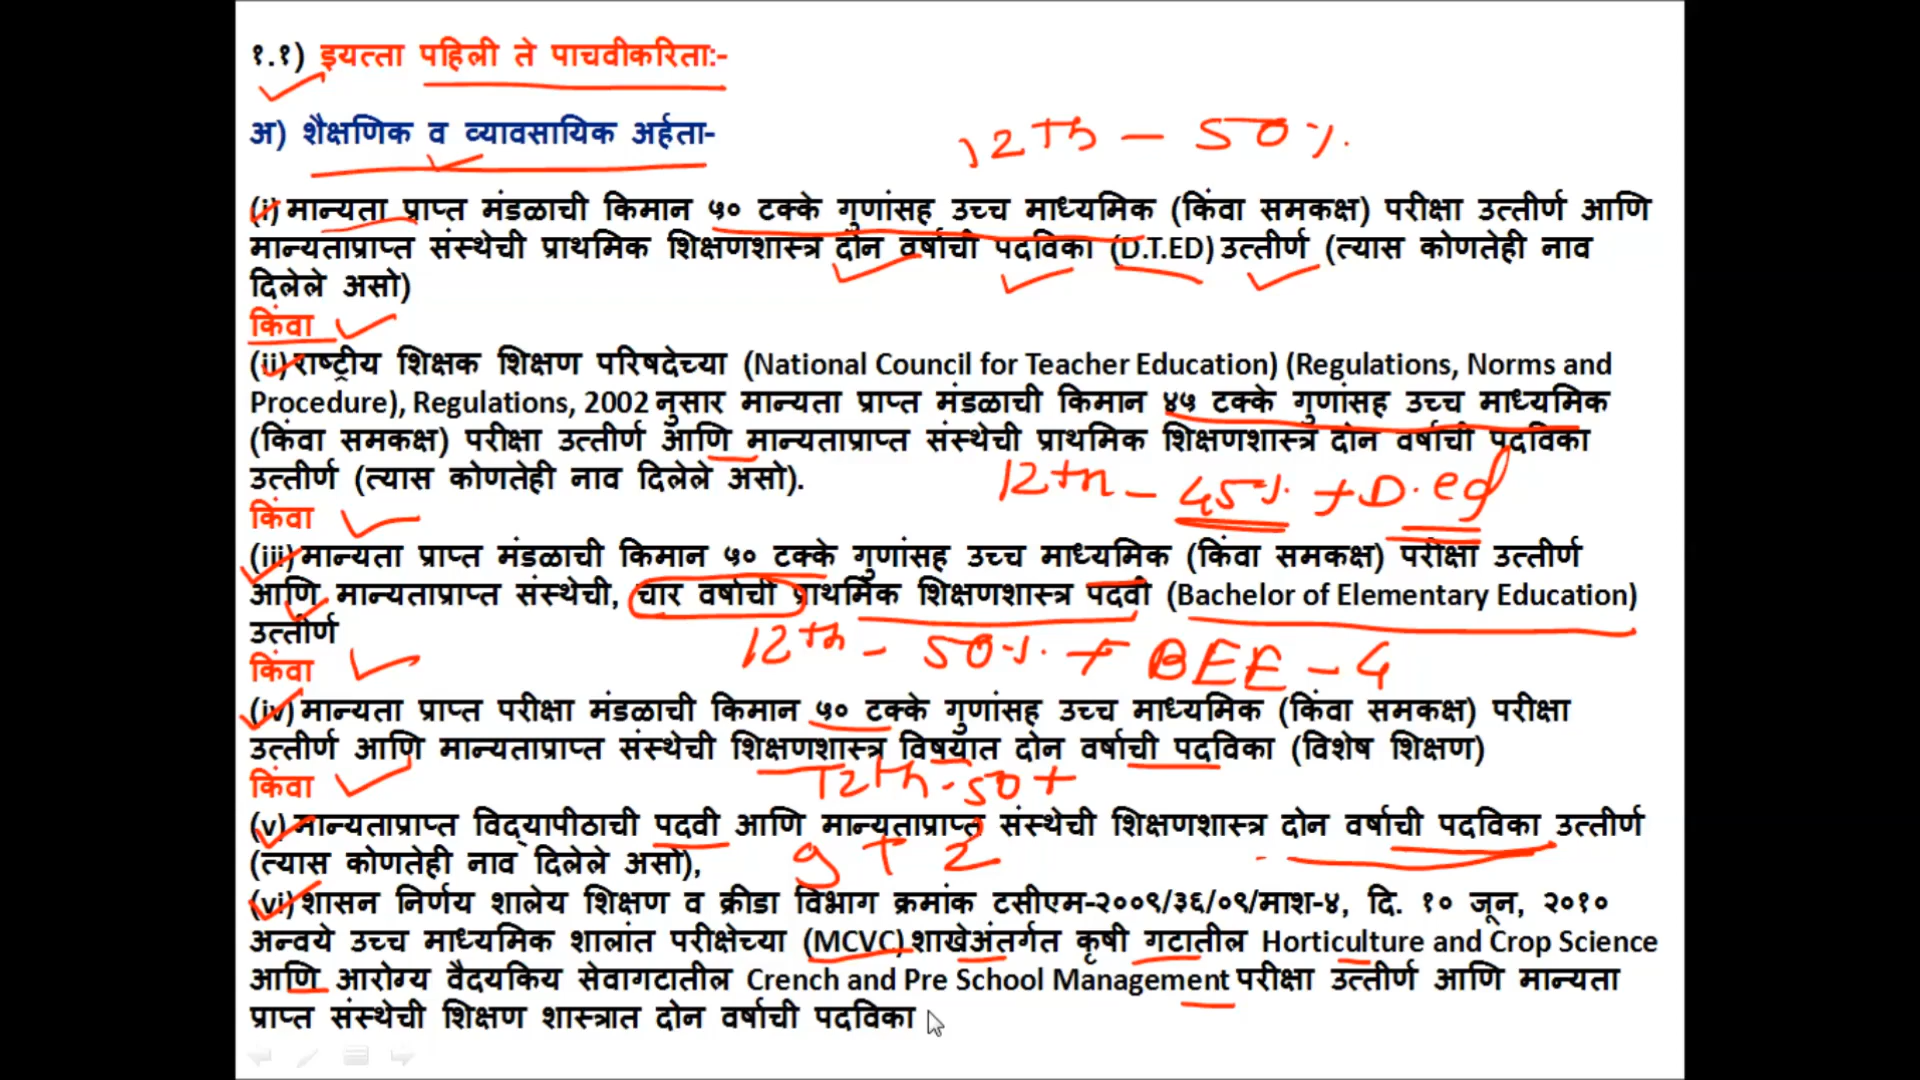 १.१) इयत्ता पहिली ते पाचवीकरिता:-
अ) शैक्षणिक व व्यावसायिक अर्हता-
12th - 50%.
(i) मान्यता प्राप्त मंडळाची किमान ५० टक्के गुणांसह उच्च माध्यमिक (किंवा समकक्ष) परीक्षा उत्तीर्ण आणि
मान्यताप्राप्त संस्थेची प्राथमिक शिक्षणशास्त्र दोन वर्षाची पदविका (D.T.ED) उत्तीर्ण (त्यास कोणतेही नाव
दिलेले असो)
किंवा
(ii) राष्ट्रीय शिक्षक शिक्षण परिषदेच्या (National Council for Teacher Education) (Regulations, Norms and
Procedure), Regulations, 2002 नुसार मान्यता प्राप्त मंडळाची किमान ४५ टक्के गुणांसह उच्च माध्यमिक
(किंवा समकक्ष) परीक्षा उत्तीर्ण आणि मान्यताप्राप्त संस्थेची प्राथमिक शिक्षणशास्त्र दोन वर्षाची पदविका
उत्तीर्ण (त्यास कोणतेही नाव दिलेले असो).
12th - 45%. + D.ed
किंवा
(iii) मान्यता प्राप्त मंडळाची किमान ५० टक्के गुणांसह उच्च माध्यमिक (किंवा समकक्ष) परीक्षा उत्तीर्ण
आणि मान्यताप्राप्त संस्थेची, चार वर्षाची प्राथमिक शिक्षणशास्त्र पदवी (Bachelor of Elementary Education)
उत्तीर्ण
12th - 50%. + BEE - 4
किंवा
(iv) मान्यता प्राप्त परीक्षा मंडळाची किमान ५० टक्के गुणांसह उच्च माध्यमिक (किंवा समकक्ष) परीक्षा
उत्तीर्ण आणि मान्यताप्राप्त संस्थेची शिक्षणशास्त्र विषयात दोन वर्षाची पदविका (विशेष शिक्षण)
किंवा
12th - 50 +
(v) मान्यताप्राप्त विद्यापीठाची पदवी आणि मान्यताप्राप्त संस्थेची शिक्षणशास्त्र दोन वर्षाची पदविका उत्तीर्ण
(त्यास कोणतेही नाव दिलेले असो),
g + 2
(vi) शासन निर्णय शालेय शिक्षण व क्रीडा विभाग क्रमांक टसीएम-२००९/३६/०९/माश-४, दि. १० जून, २०१०
अन्वये उच्च माध्यमिक शालांत परीक्षेच्या (MCVC) शाखेअंतर्गत कृषी गटातील Horticulture and Crop Science
आणि आरोग्य वैदयकिय सेवागटातील Crench and Pre School Management परीक्षा उत्तीर्ण आणि मान्यता
प्राप्त संस्थेची शिक्षण शास्त्रात दोन वर्षाची पदविका